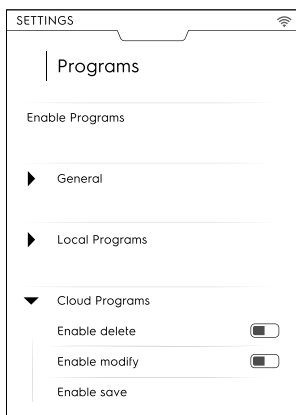 SETTINGS
Programs
Enable Programs
General
Local Programs
Cloud Programs
Enable delete
Enable modify
Enable save